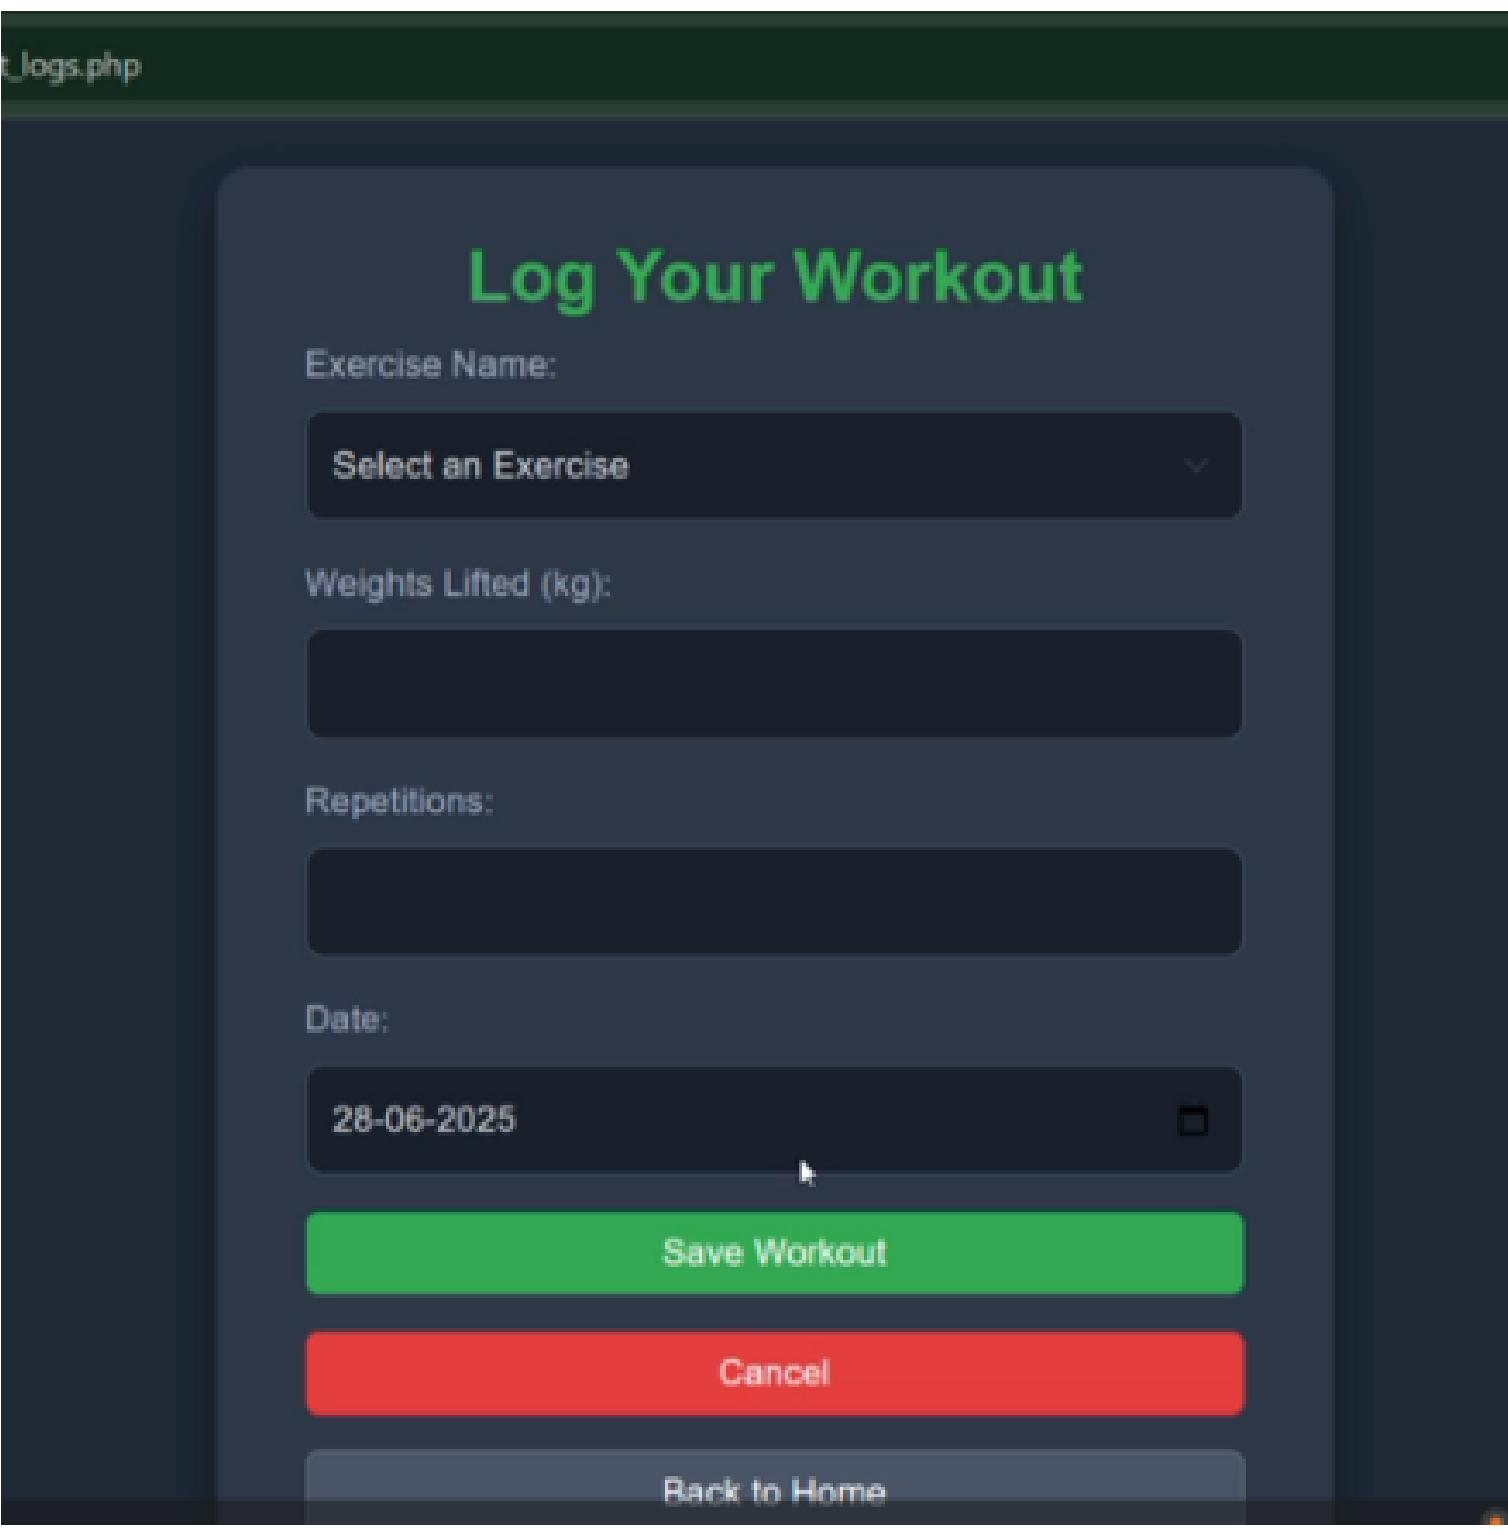 t_logs.php
Log Your Workout
Exercise Name:
Select an Exercise
Weights Lifted (kg):
Repetitions:
Date:
28-06-2025
Save Workout
Cancel
Back to Home